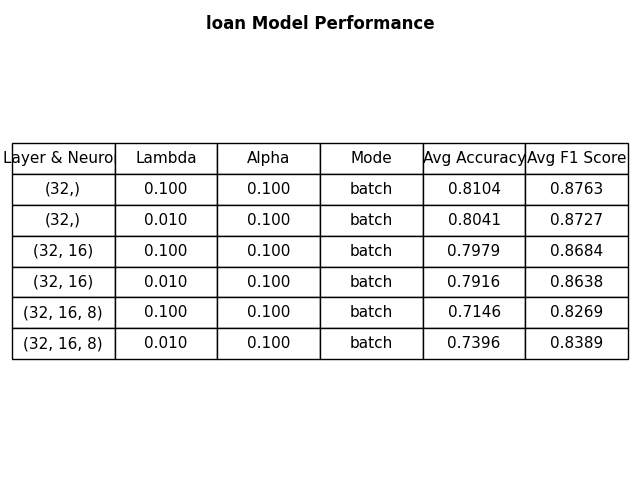 loan Model Performance
Layer & Neuron Lambda Alpha Mode Avg Accuracy Avg F1 Score
(32,) 0.100 0.100 batch 0.8104 0.8763
(32,) 0.010 0.100 batch 0.8041 0.8727
(32, 16) 0.100 0.100 batch 0.7979 0.8684
(32, 16) 0.010 0.100 batch 0.7916 0.8638
(32, 16, 8) 0.100 0.100 batch 0.7146 0.8269
(32, 16, 8) 0.010 0.100 batch 0.7396 0.8389